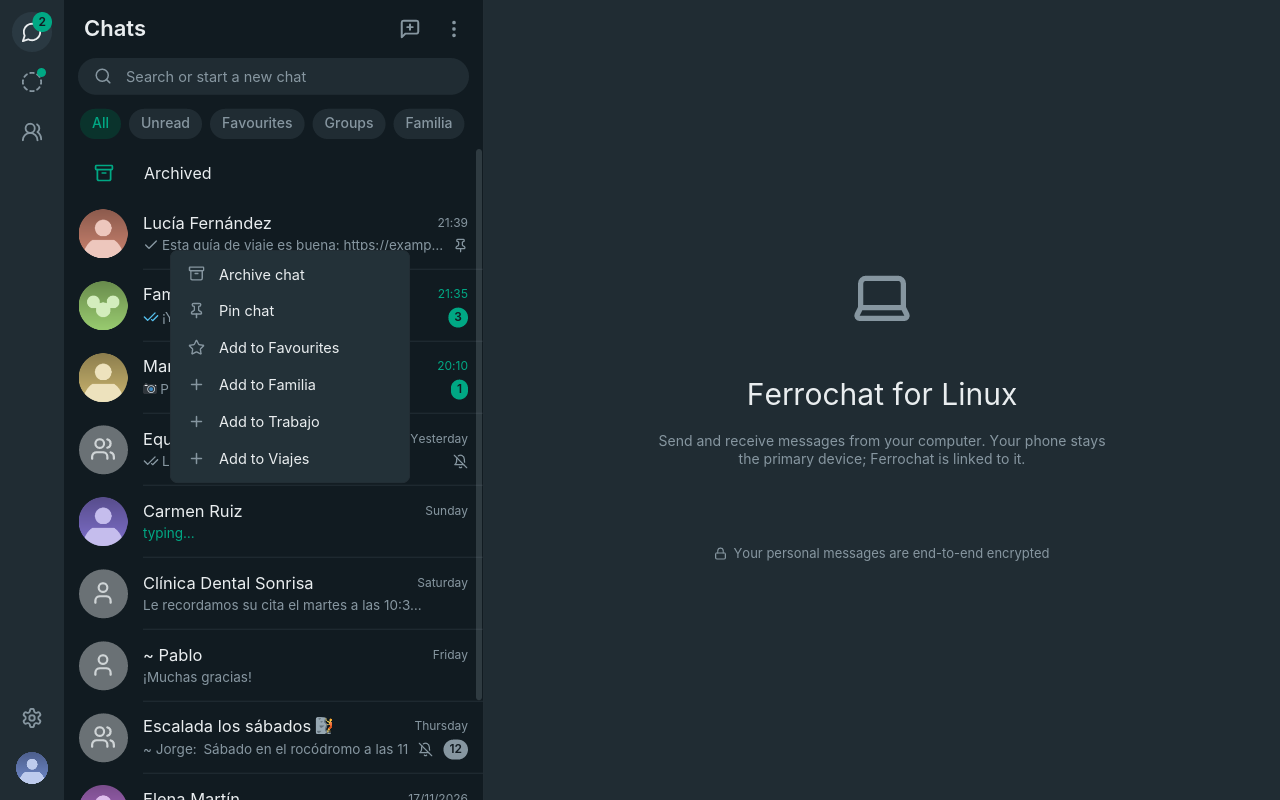 2
Chats
Search or start a new chat
All
Unread
Favourites
Groups
Familia
Archived
Lucía Fernández
21:39
Esta guía de viaje es buena: https://examp...
21:35
3
20:10
1
Yesterday
Archive chat
Pin chat
Add to Favourites
Add to Familia
Add to Trabajo
Add to Viajes
Carmen Ruiz
Sunday
typing...
Clínica Dental Sonrisa
Saturday
Le recordamos su cita el martes a las 10:3...
~ Pablo
Friday
¡Muchas gracias!
Escalada los sábados
Thursday
~ Jorge: Sábado en el rocódromo a las 11
12
Elena Martín
17/11/2026
Ferrochat for Linux
Send and receive messages from your computer. Your phone stays
the primary device; Ferrochat is linked to it.
Your personal messages are end-to-end encrypted